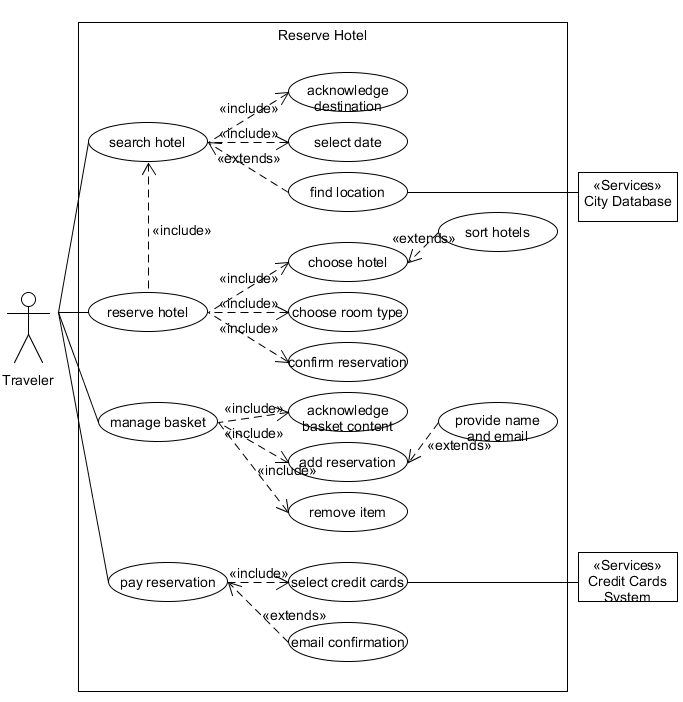 Reserve Hotel
acknowledge
destination
«include»
search hotel
«include»
select date
«extends»
find location
«Services»
City Database
«include»
sort hotels
«extends»
choose hotel
«include»
reserve hotel
«include»
choose room type
«include»
confirm reservation
Traveler
manage basket
«include»
acknowledge
basket content
provide name
and email
«include»
«extends»
add reservation
«include»
remove item
pay reservation
«include»
select credit cards
«Services»
Credit Cards
System
«extends»
email confirmation